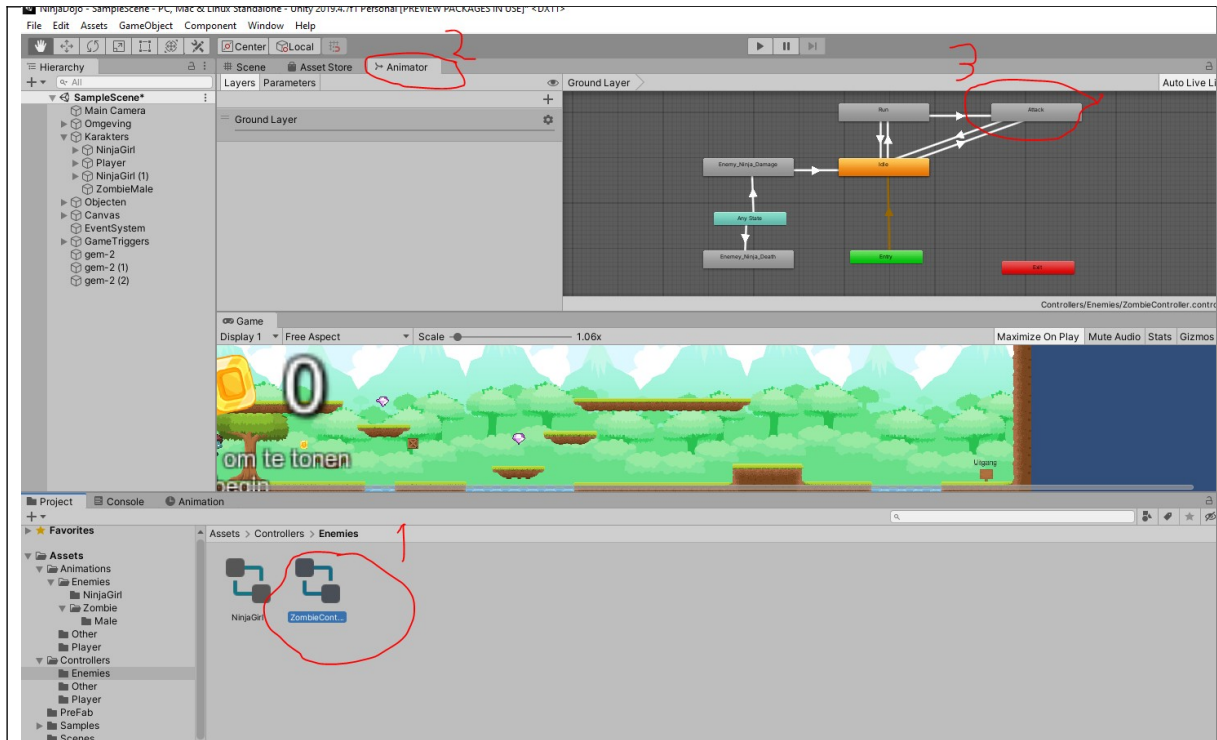 NinjaDojo - SampleScene - PC, Mac & Linux Standalone - Unity 2019.4.7f1 Personal [PREVIEW PACKAGES IN USE]* <DX11>
File Edit Assets GameObject Component Window Help
Center Local
2
3
Hierarchy
All
SampleScene*
Main Camera
Omgeving
Karakters
NinjaGirl
Player
NinjaGirl (1)
ZombieMale
Objecten
Canvas
EventSystem
GameTriggers
gem-2
gem-2 (1)
gem-2 (2)
Scene Asset Store Animator
Layers Parameters
Ground Layer
Ground Layer
Auto Live Li
Run
Attack
Enemy_Ninja_Damage
Idle
Any State
Enemey_Ninja_Death
Entry
Exit
Controllers/Enemies/ZombieController.contro
Game
Display 1 Free Aspect Scale 1.06x
Maximize On Play Mute Audio Stats Gizmos
0
om te tonen
begin
Uigang
Project Console Animation
Favorites
Assets
Animations
Enemies
NinjaGirl
Zombie
Male
Other
Player
Controllers
Enemies
Other
Player
PreFab
Samples
Scenes
Assets > Controllers > Enemies
1
NinjaGirl
ZombieCont...